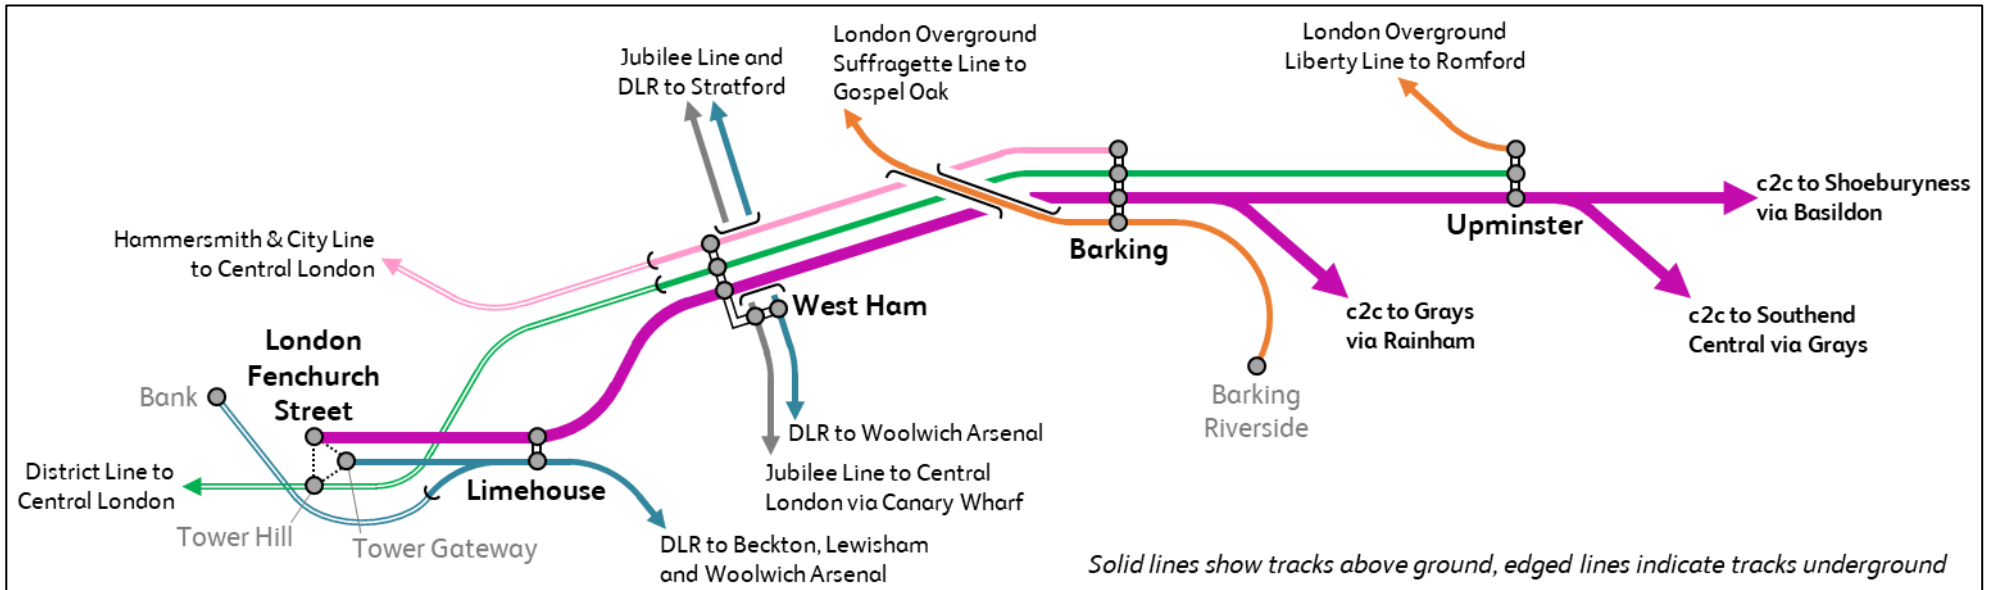 London Overground
Suffragette Line to
Gospel Oak
London Overground
Liberty Line to Romford
Jubilee Line and
DLR to Stratford
c2c to Shoeburyness
via Basildon
Upminster
Barking
Hammersmith & City Line
to Central London
West Ham
c2c to Grays
via Rainham
c2c to Southend
Central via Grays
London
Fenchurch
Street
Bank
Barking
Riverside
DLR to Woolwich Arsenal
District Line to
Central London
Limehouse
Jubilee Line to Central
London via Canary Wharf
Tower Hill
Tower Gateway
DLR to Beckton, Lewisham
and Woolwich Arsenal
Solid lines show tracks above ground, edged lines indicate tracks underground